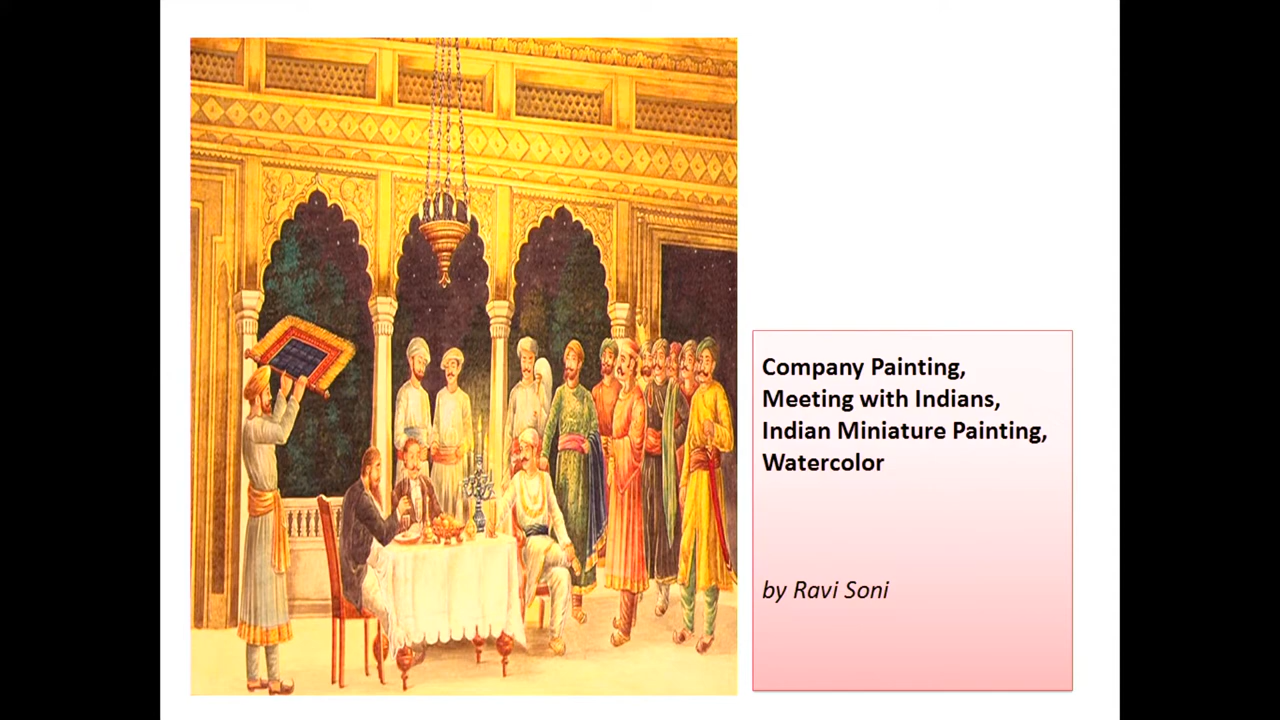 Company Painting,
Meeting with Indians,
Indian Miniature Painting,
Watercolor
by Ravi Soni